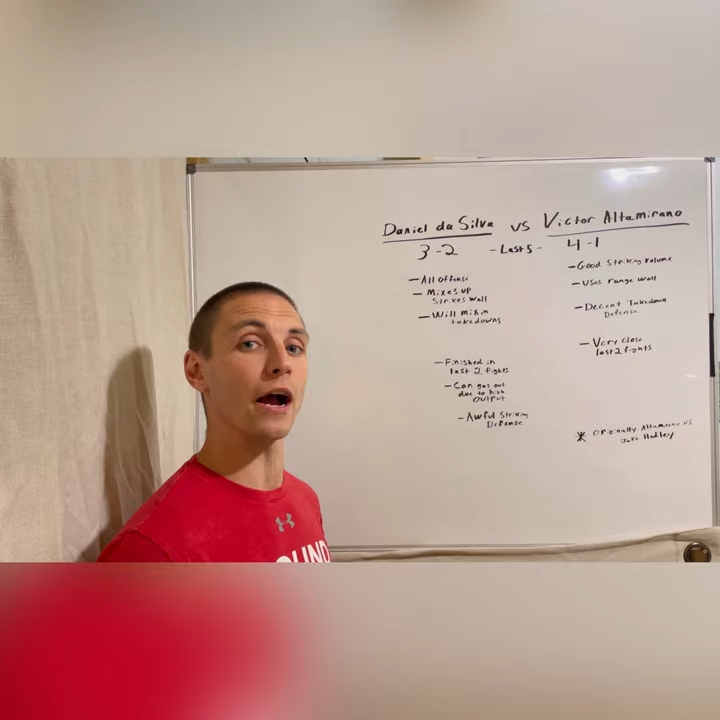 Daniel da Silva vs Victor Altamirano
3-2 - Last 5 - 4-1
- All offense
- Mixes up
Strikes Well
- Will Mix in
takedowns
- Finished in
last 2 fights
- Can gas out
due to high
output
- Awful Striking
Defense
- Good Striking Volume
- Uses range Well
- Decent Takedown
Defense
- Very Close
last 2 fights
* Originally Altamirano vs
Jake Hadley